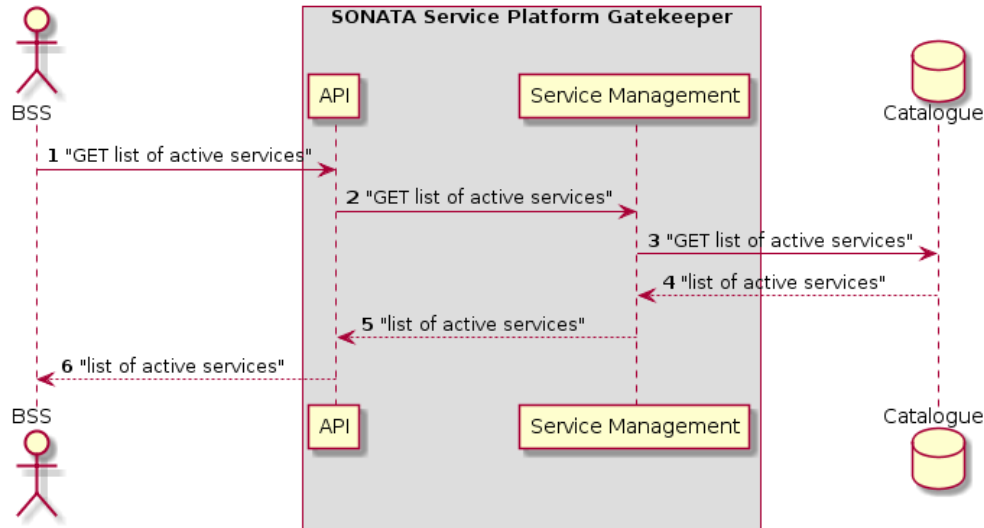 SONATA Service Platform Gatekeeper
API
Service Management
BSS
Catalogue
1 "GET list of active services"
2 "GET list of active services"
3 "GET list of active services"
4 "list of active services"
5 "list of active services"
6 "list of active services"
BSS
API
Service Management
Catalogue